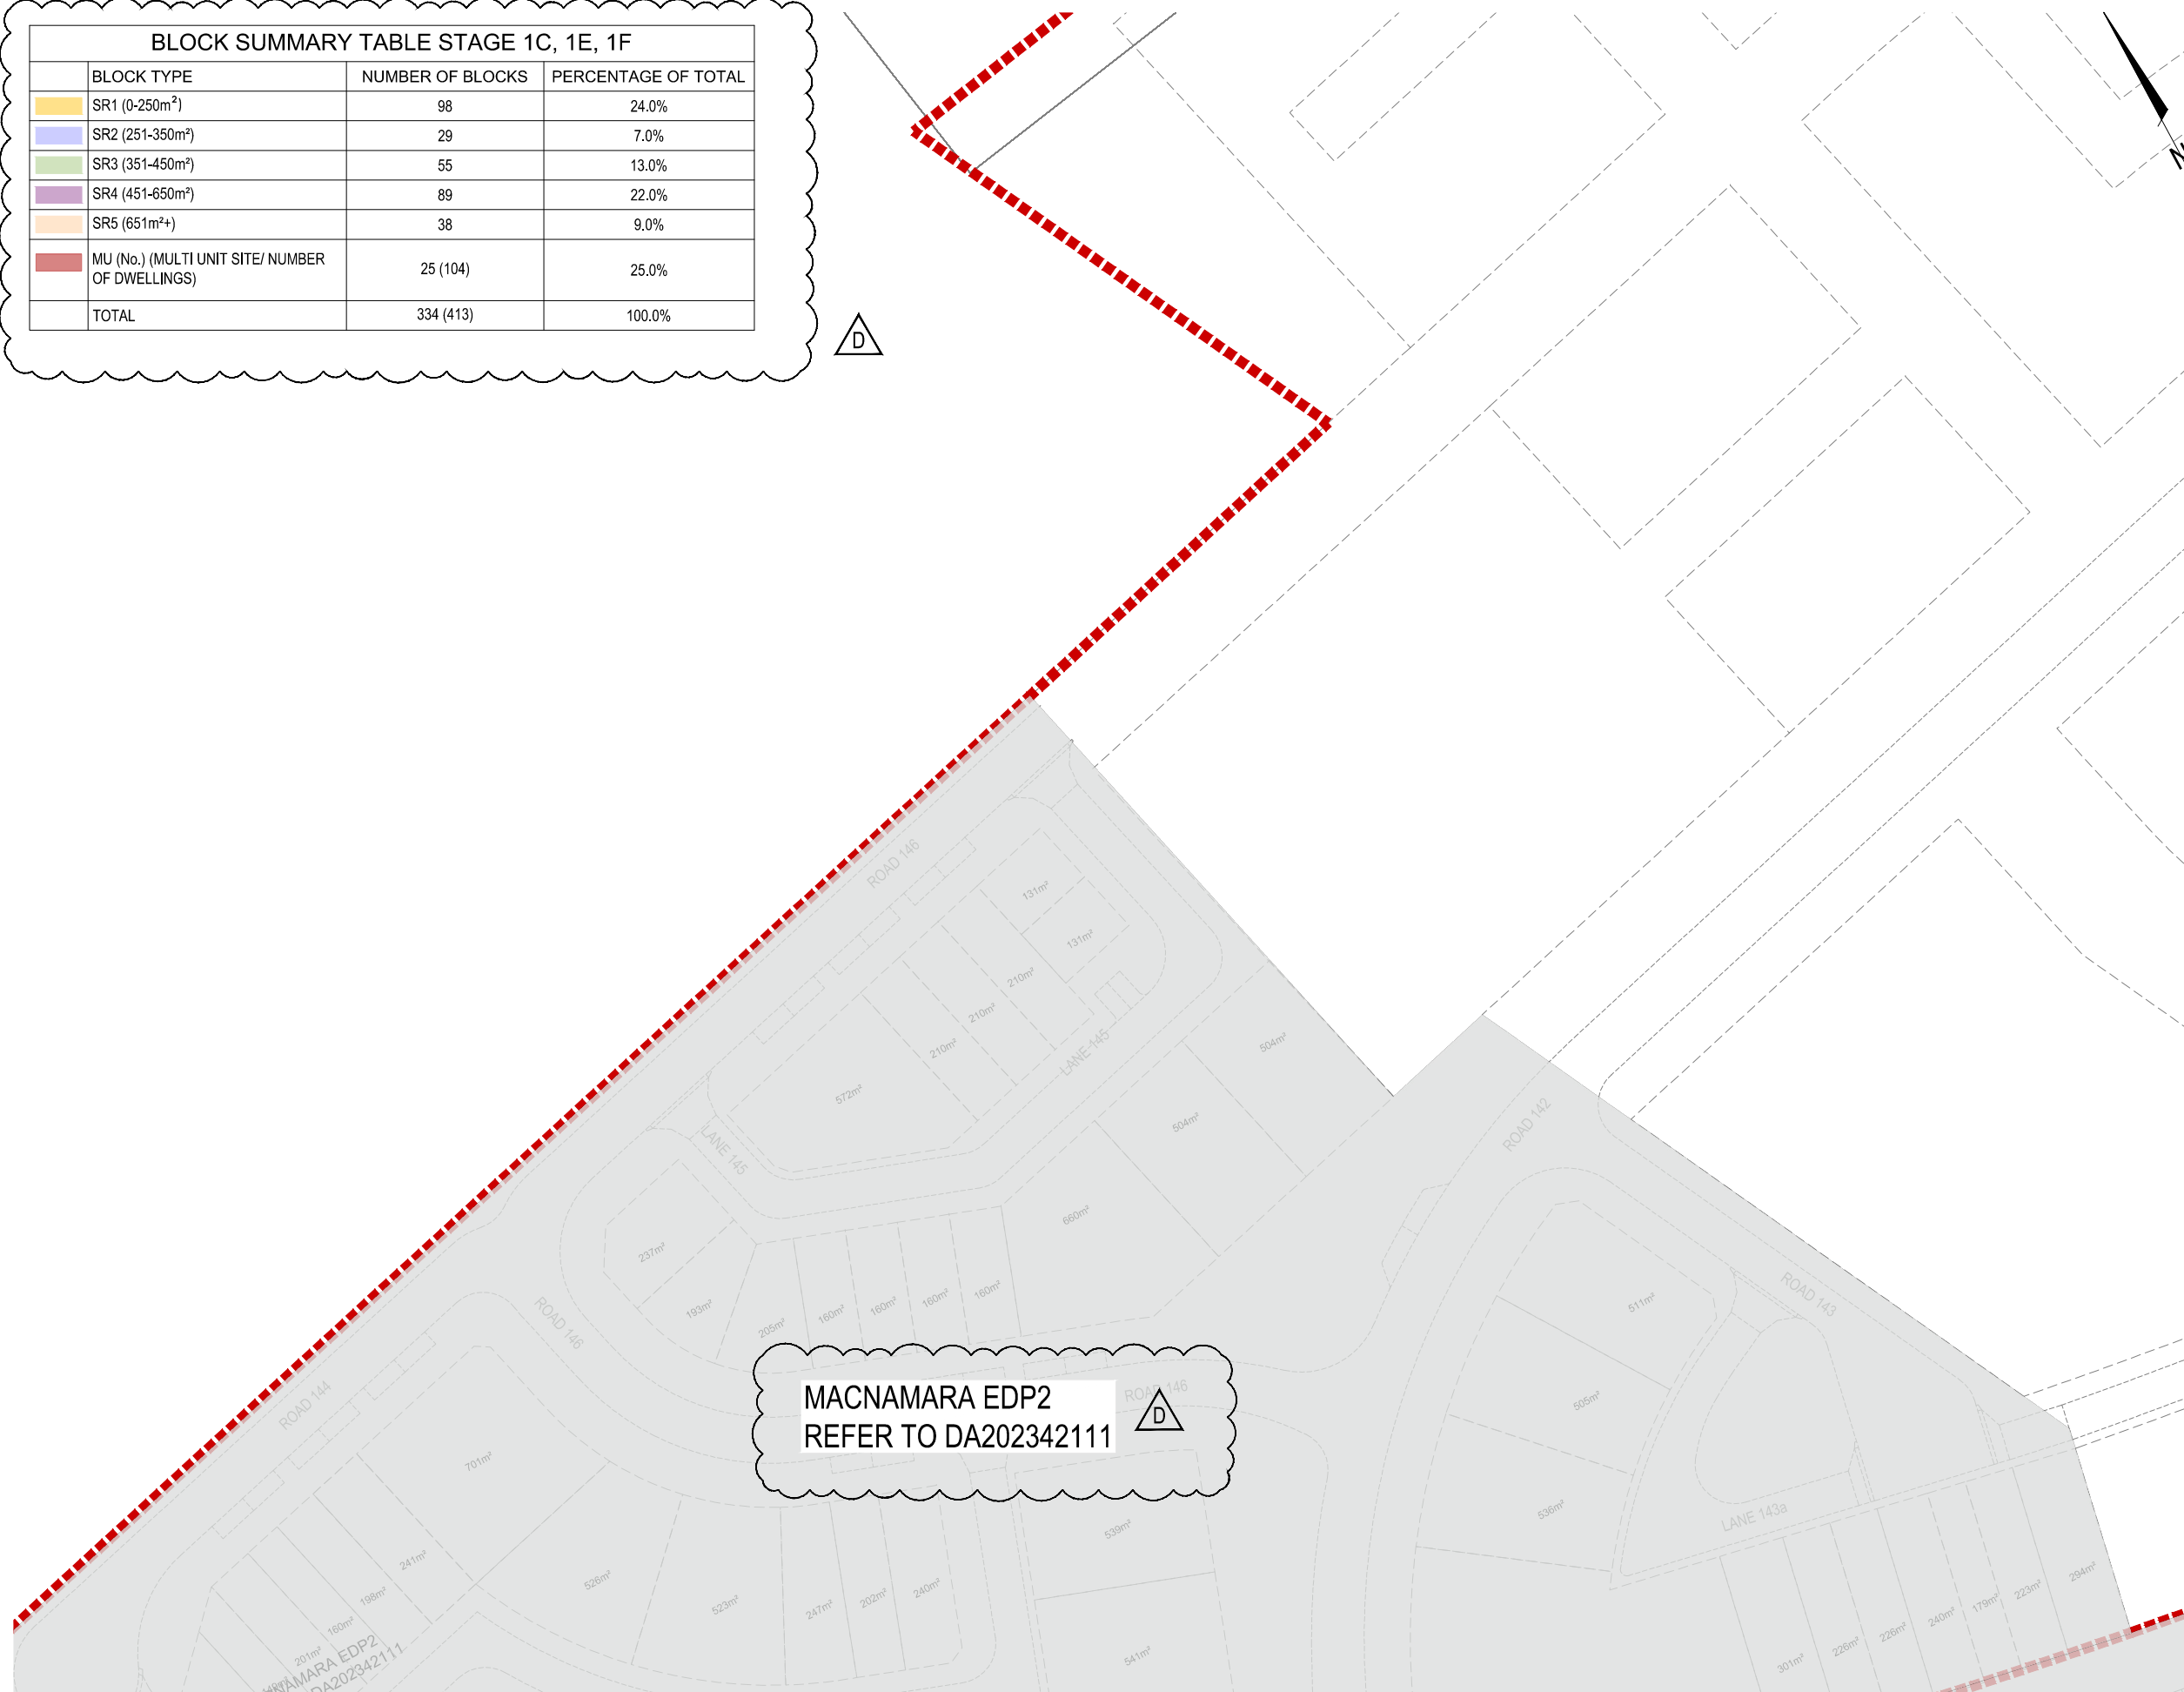 BLOCK SUMMARY TABLE STAGE 1C, 1E, 1F
BLOCK TYPE NUMBER OF BLOCKS PERCENTAGE OF TOTAL
SR1 (0-250m²) 98 24.0%
SR2 (251-350m²) 29 7.0%
SR3 (351-450m²) 55 13.0%
SR4 (451-650m²) 89 22.0%
SR5 (651m²+) 38 9.0%
MU (No.) (MULTI UNIT SITE/ NUMBER
OF DWELLINGS) 25 (104) 25.0%
TOTAL 334 (413) 100.0%
D
N
ROAD 146
131m²
131m²
210m²
210m²
210m²
LANE 145
572m²
504m²
504m²
LANE 145
660m²
ROAD 142
237m²
193m²
205m²
160m²
160m²
160m²
160m²
ROAD 146
511m²
ROAD 143
505m²
ROAD 144
MACNAMARA EDP2
REFER TO DA202342111
D
ROAD 146
701m²
536m²
LANE 143a
539m²
241m²
198m²
160m²
201m²
526m²
523m²
247m²
202m²
240m²
541m²
301m²
226m²
226m²
240m²
179m²
223m²
294m²
NAMARA EDP2
DA202342111